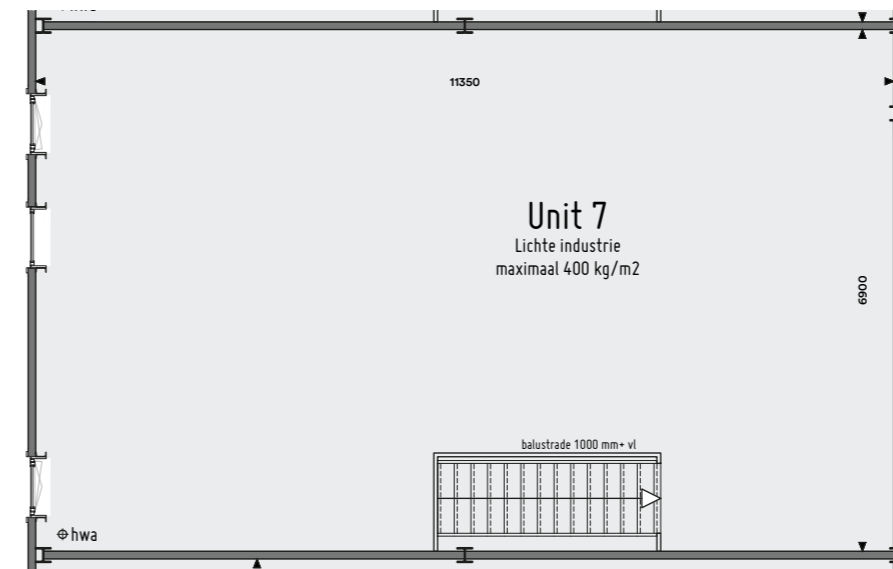 11350
Unit 7
Lichte industrie
maximaal 400 kg/m2
6900
balustrade 1000 mm+ vl
hwa